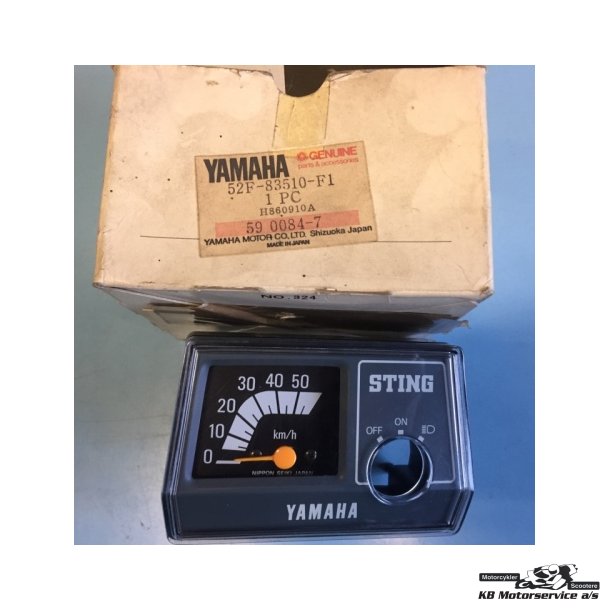 YAMAHA GENUINE
parts & accessories
52F-83510-F1
1 PC
H860910A
59 0084-7
YAMAHA MOTOR CO., LTD. Shizuoka Japan
MADE IN JAPAN
NO. 324
0 10 20 30 40 50
km/h
NIPPON SEIKI JAPAN
STING
OFF ON
YAMAHA
Motorcykler Scootere
KB Motorservice a/s